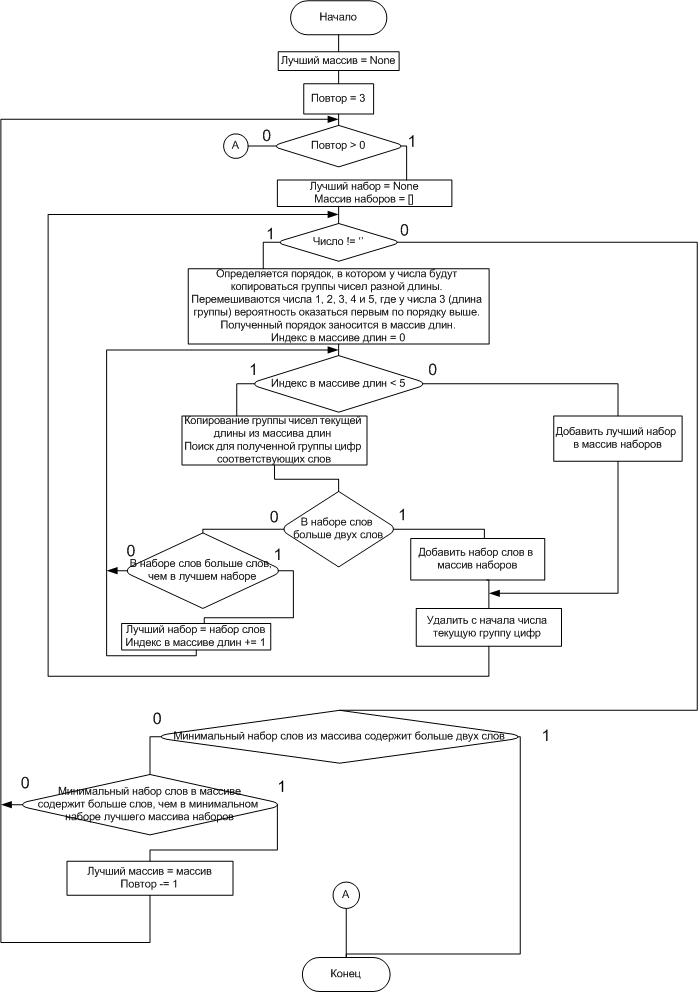 Начало
Лучший массив = None
Повтор = 3
A
0
Повтор > 0
1
Лучший набор = None
Массив наборов = []
1
Число != ''
0
Определяется порядок, в котором у числа будут
копироваться группы чисел разной длины.
Перемешиваются числа 1, 2, 3, 4 и 5, где у числа 3 (длина
группы) вероятность оказаться первым по порядку выше.
Полученный порядок заносится в массив длин.
Индекс в массиве длин = 0
1
Индекс в массиве длин < 5
0
Копирование группы чисел текущей
длины из массива длин
Поиск для полученной группы цифр
соответствующих слов
Добавить лучший набор
в массив наборов
0
В наборе слов
больше двух слов
1
0
В наборе слов больше слов,
чем в лучшем наборе
1
Добавить набор слов в
массив наборов
Лучший набор = набор слов
Индекс в массиве длин += 1
Удалить с начала числа
текущую группу цифр
0
Минимальный набор слов из массива содержит больше двух слов
1
0
Минимальный набор слов в массиве
содержит больше слов, чем в минимальном
наборе лучшего массива наборов
1
Лучший массив = массив
Повтор -= 1
A
Конец